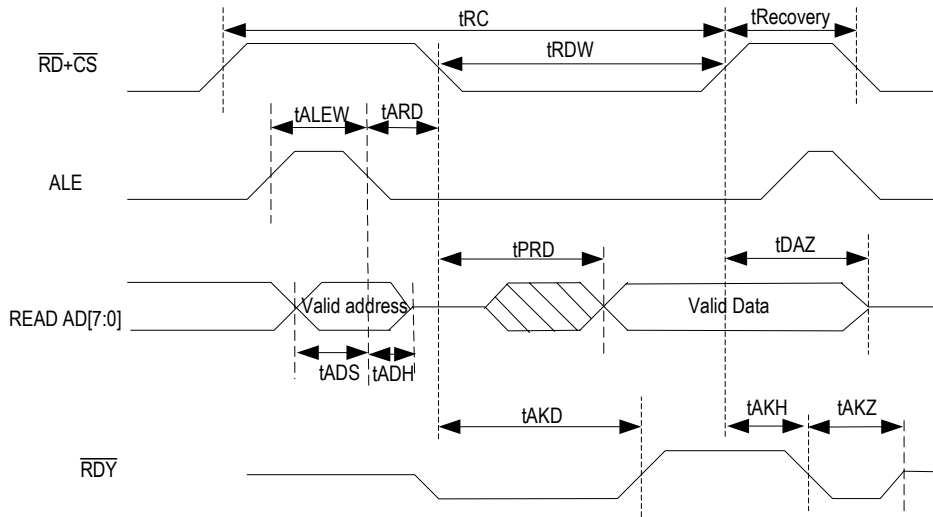 tRC
tRecovery
RD+CS
tRDW
tALEW
tARD
ALE
tPRD
tDAZ
READ AD[7:0]
Valid address
Valid Data
tADS
tADH
tAKD
tAKH
tAKZ
RDY